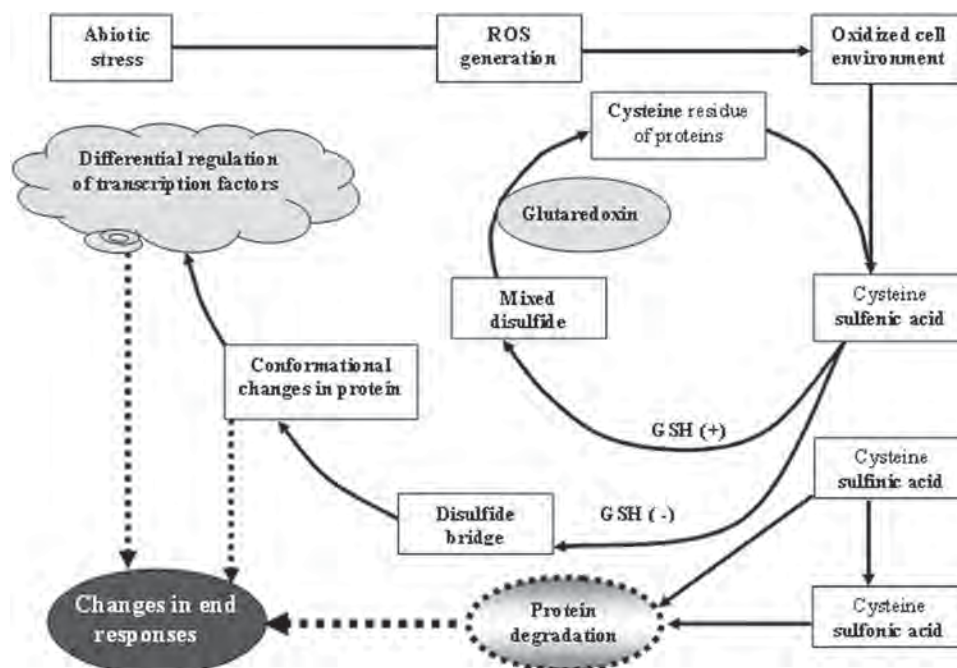 Abiotic
stress
ROS
generation
Oxidized cell
environment
Cysteine residue
of proteins
Differential regulation
of transcription factors
Glutaredoxin
Mixed
disulfide
Cysteine
sulfenic acid
Conformational
changes in protein
GSH (+)
Cysteine
sulfinic acid
Disulfide
bridge
GSH (-)
Changes in end
responses
Protein
degradation
Cysteine
sulfonic acid